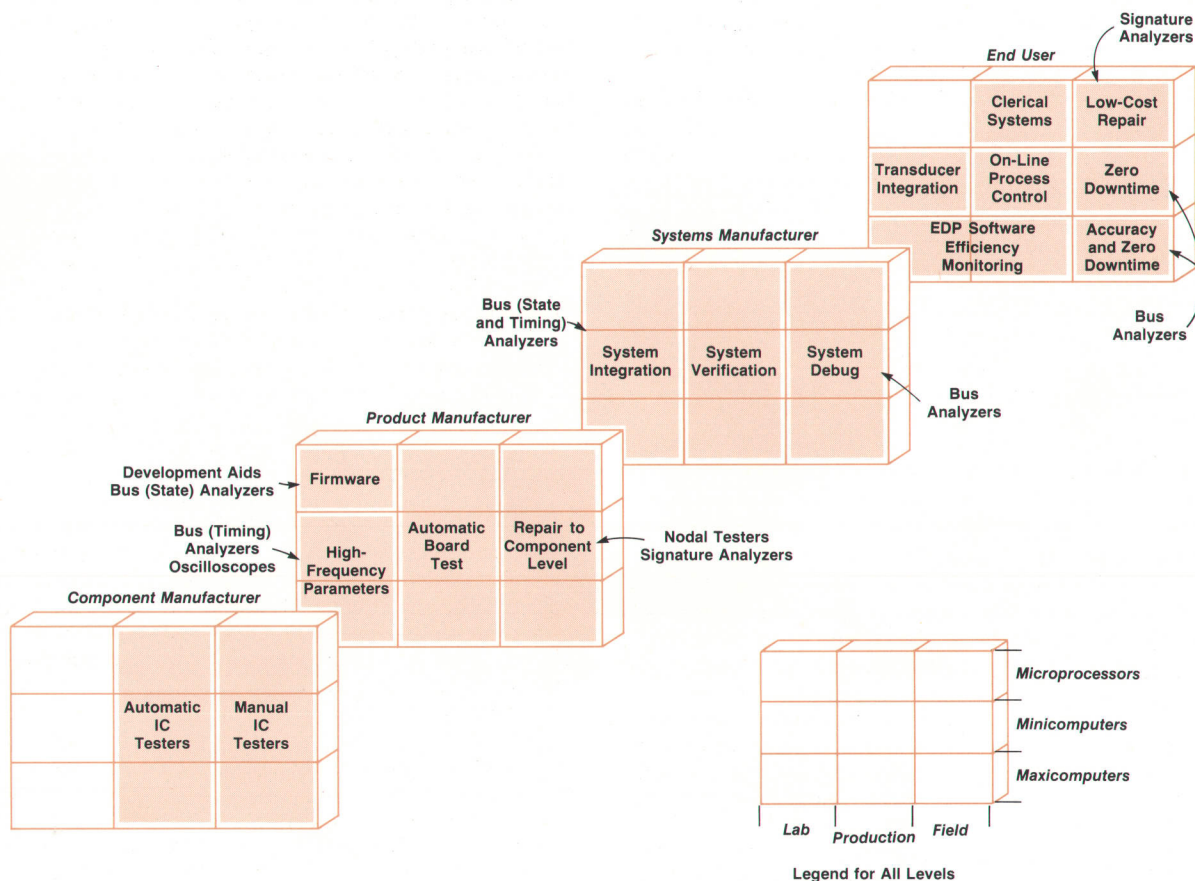 Signature
Analyzers
End User
Clerical
Systems
Low-Cost
Repair
Transducer
Integration
On-Line
Process
Control
Zero
Downtime
EDP Software
Efficiency
Monitoring
Accuracy
and Zero
Downtime
Bus
Analyzers
Systems Manufacturer
Bus (State
and Timing)
Analyzers
System
Integration
System
Verification
System
Debug
Bus
Analyzers
Product Manufacturer
Development Aids
Bus (State) Analyzers
Firmware
Bus (Timing)
Analyzers
Oscilloscopes
High-
Frequency
Parameters
Automatic
Board
Test
Repair to
Component
Level
Nodal Testers
Signature Analyzers
Component Manufacturer
Automatic
IC
Testers
Manual
IC
Testers
Microprocessors
Minicomputers
Maxicomputers
Lab
Production
Field
Legend for All Levels